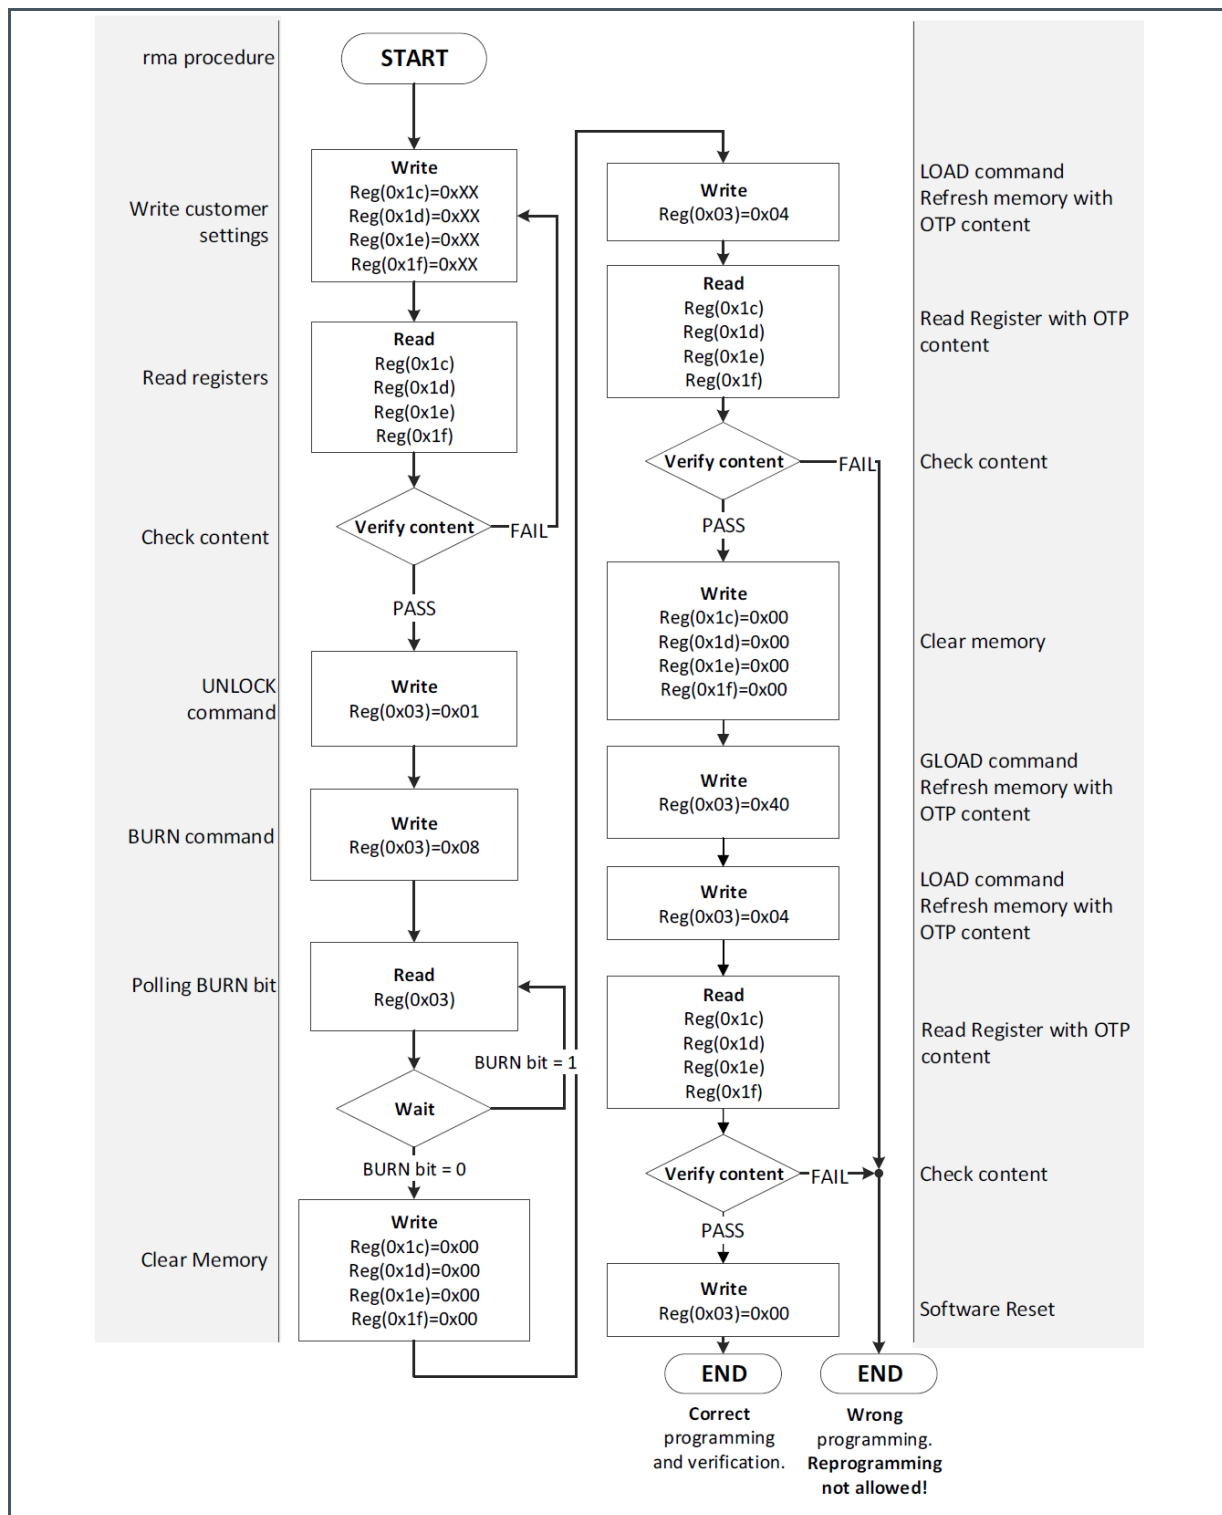 rma procedure
START
Write customer
settings
Write
Reg(0x1c)=0xXX
Reg(0x1d)=0xXX
Reg(0x1e)=0xXX
Reg(0x1f)=0xXX
Read registers
Read
Reg(0x1c)
Reg(0x1d)
Reg(0x1e)
Reg(0x1f)
Check content
Verify content
FAIL
PASS
UNLOCK
command
Write
Reg(0x03)=0x01
BURN command
Write
Reg(0x03)=0x08
Polling BURN bit
Read
Reg(0x03)
BURN bit = 1
Wait
BURN bit = 0
Clear Memory
Write
Reg(0x1c)=0x00
Reg(0x1d)=0x00
Reg(0x1e)=0x00
Reg(0x1f)=0x00
Write
Reg(0x03)=0x04
LOAD command
Refresh memory with
OTP content
Read
Reg(0x1c)
Reg(0x1d)
Reg(0x1e)
Reg(0x1f)
Read Register with OTP
content
Verify content
FAIL
Check content
PASS
Write
Reg(0x1c)=0x00
Reg(0x1d)=0x00
Reg(0x1e)=0x00
Reg(0x1f)=0x00
Clear memory
Write
Reg(0x03)=0x40
GLOAD command
Refresh memory with
OTP content
Write
Reg(0x03)=0x04
LOAD command
Refresh memory with
OTP content
Read
Reg(0x1c)
Reg(0x1d)
Reg(0x1e)
Reg(0x1f)
Read Register with OTP
content
Verify content
FAIL
Check content
PASS
Write
Reg(0x03)=0x00
Software Reset
END
Correct
programming
and verification.
END
Wrong
programming.
Reprogramming
not allowed!